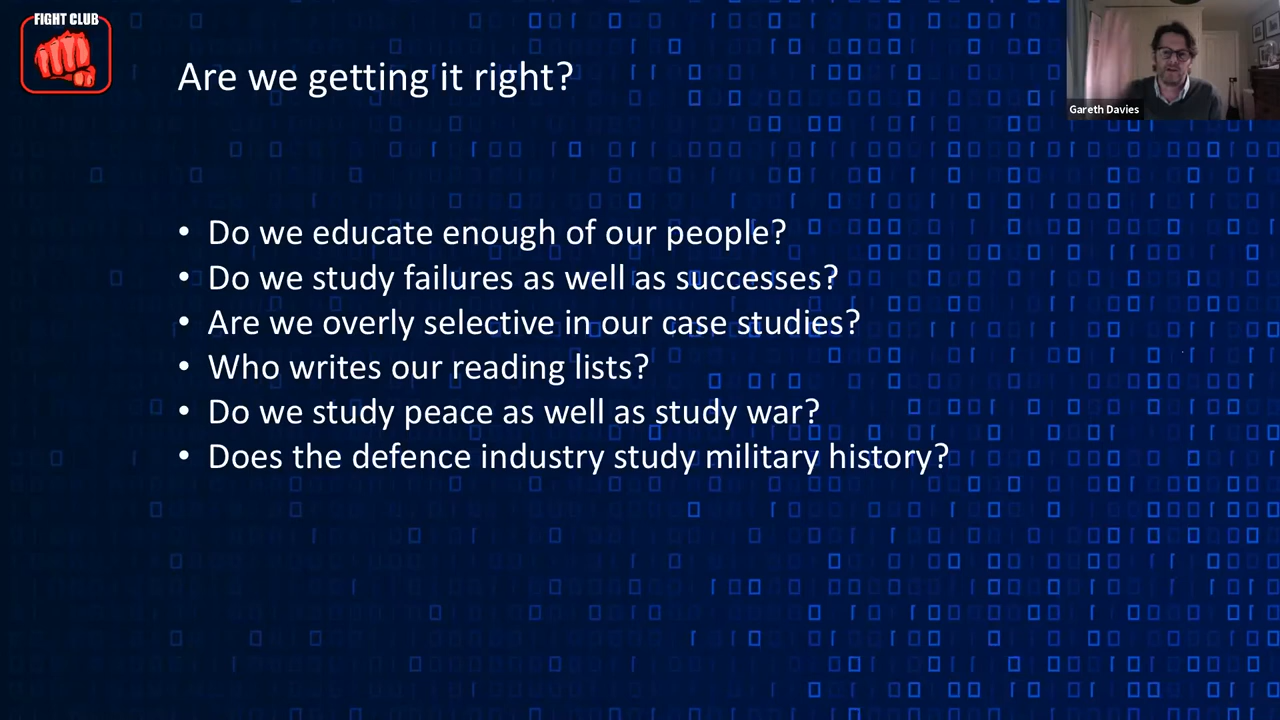 FIGHT CLUB
Are we getting it right?
Gareth Davies
• Do we educate enough of our people?
• Do we study failures as well as successes?
• Are we overly selective in our case studies?
• Who writes our reading lists?
• Do we study peace as well as study war?
• Does the defence industry study military history?